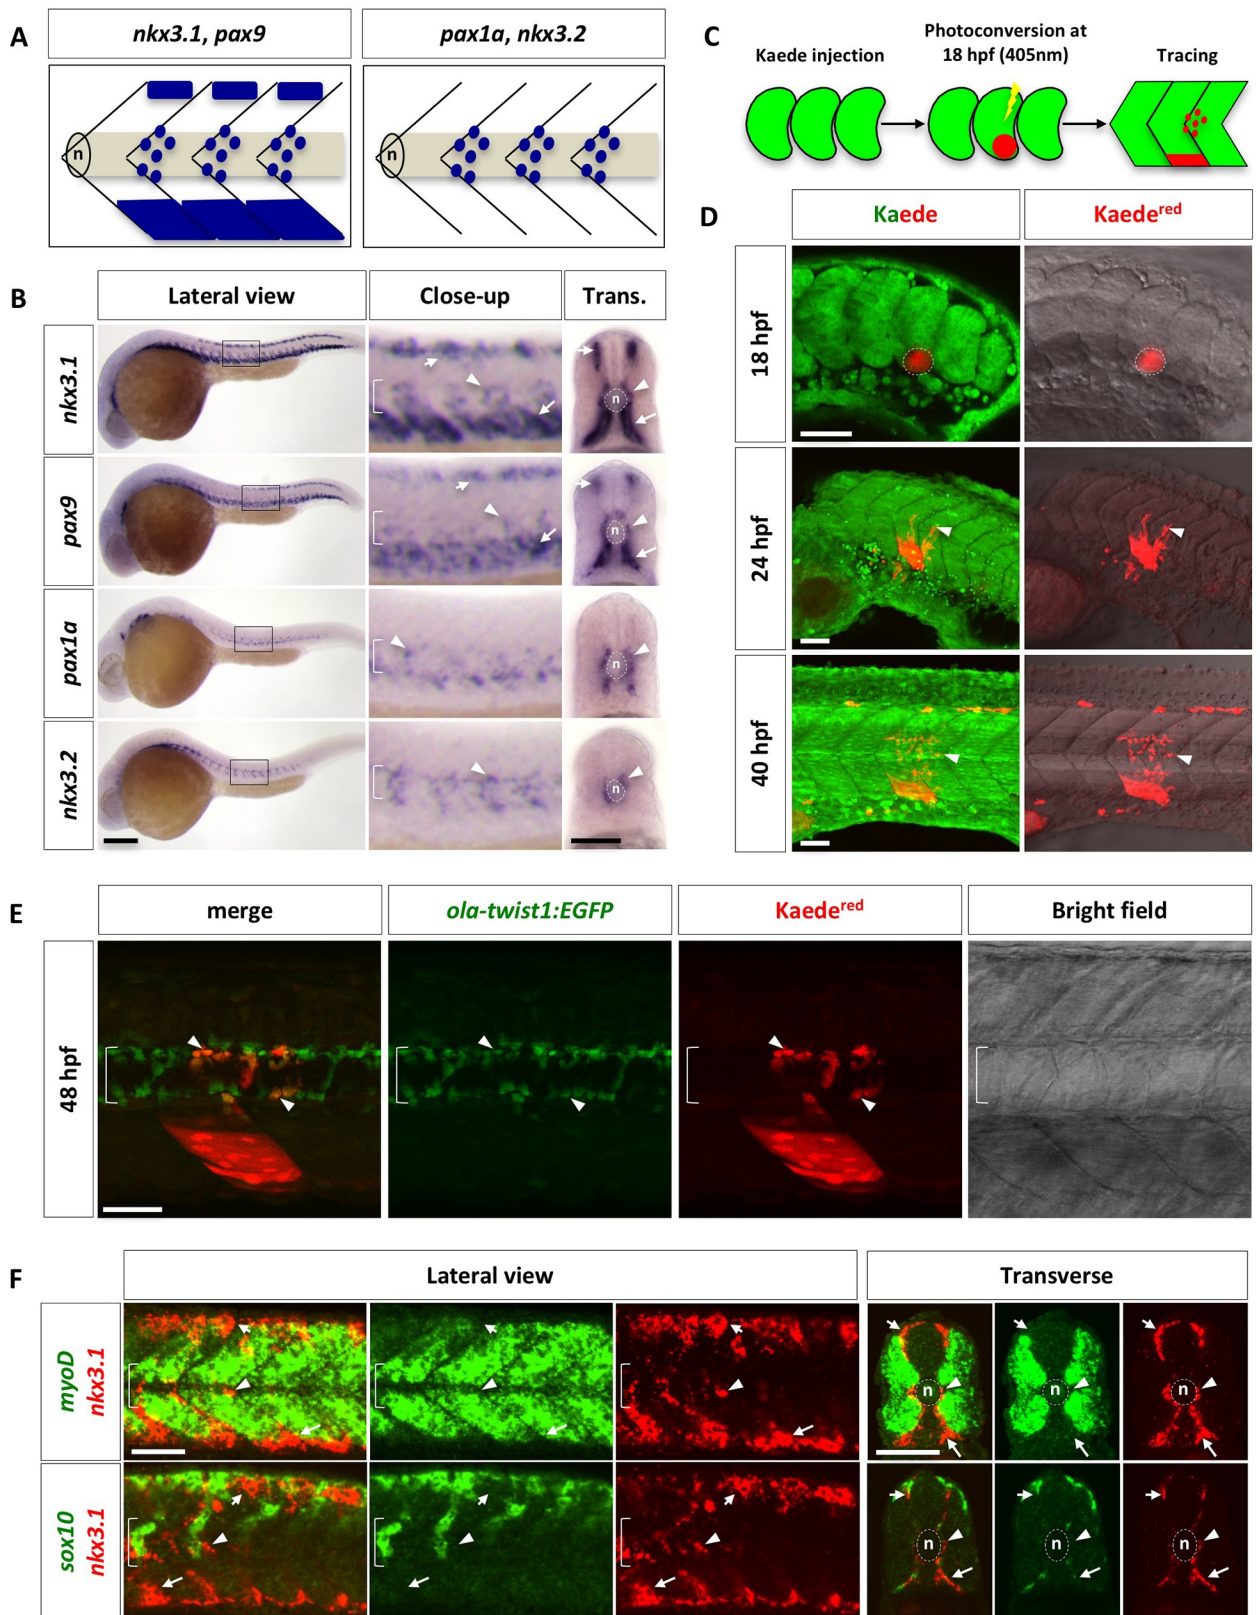 A
nkx3.1, pax9
pax1a, nkx3.2
n
n
B
Lateral view
Close-up
Trans.
nkx3.1
n
pax9
n
pax1a
n
nkx3.2
n
C
Kaede injection
Photoconversion at
18 hpf (405nm)
Tracing
D
Kaede
Kaedered
18 hpf
24 hpf
40 hpf
E
merge
ola-twist1:EGFP
Kaedered
Bright field
48 hpf
F
Lateral view
Transverse
myoD
nkx3.1
n
n
n
sox10
nkx3.1
n
n
n